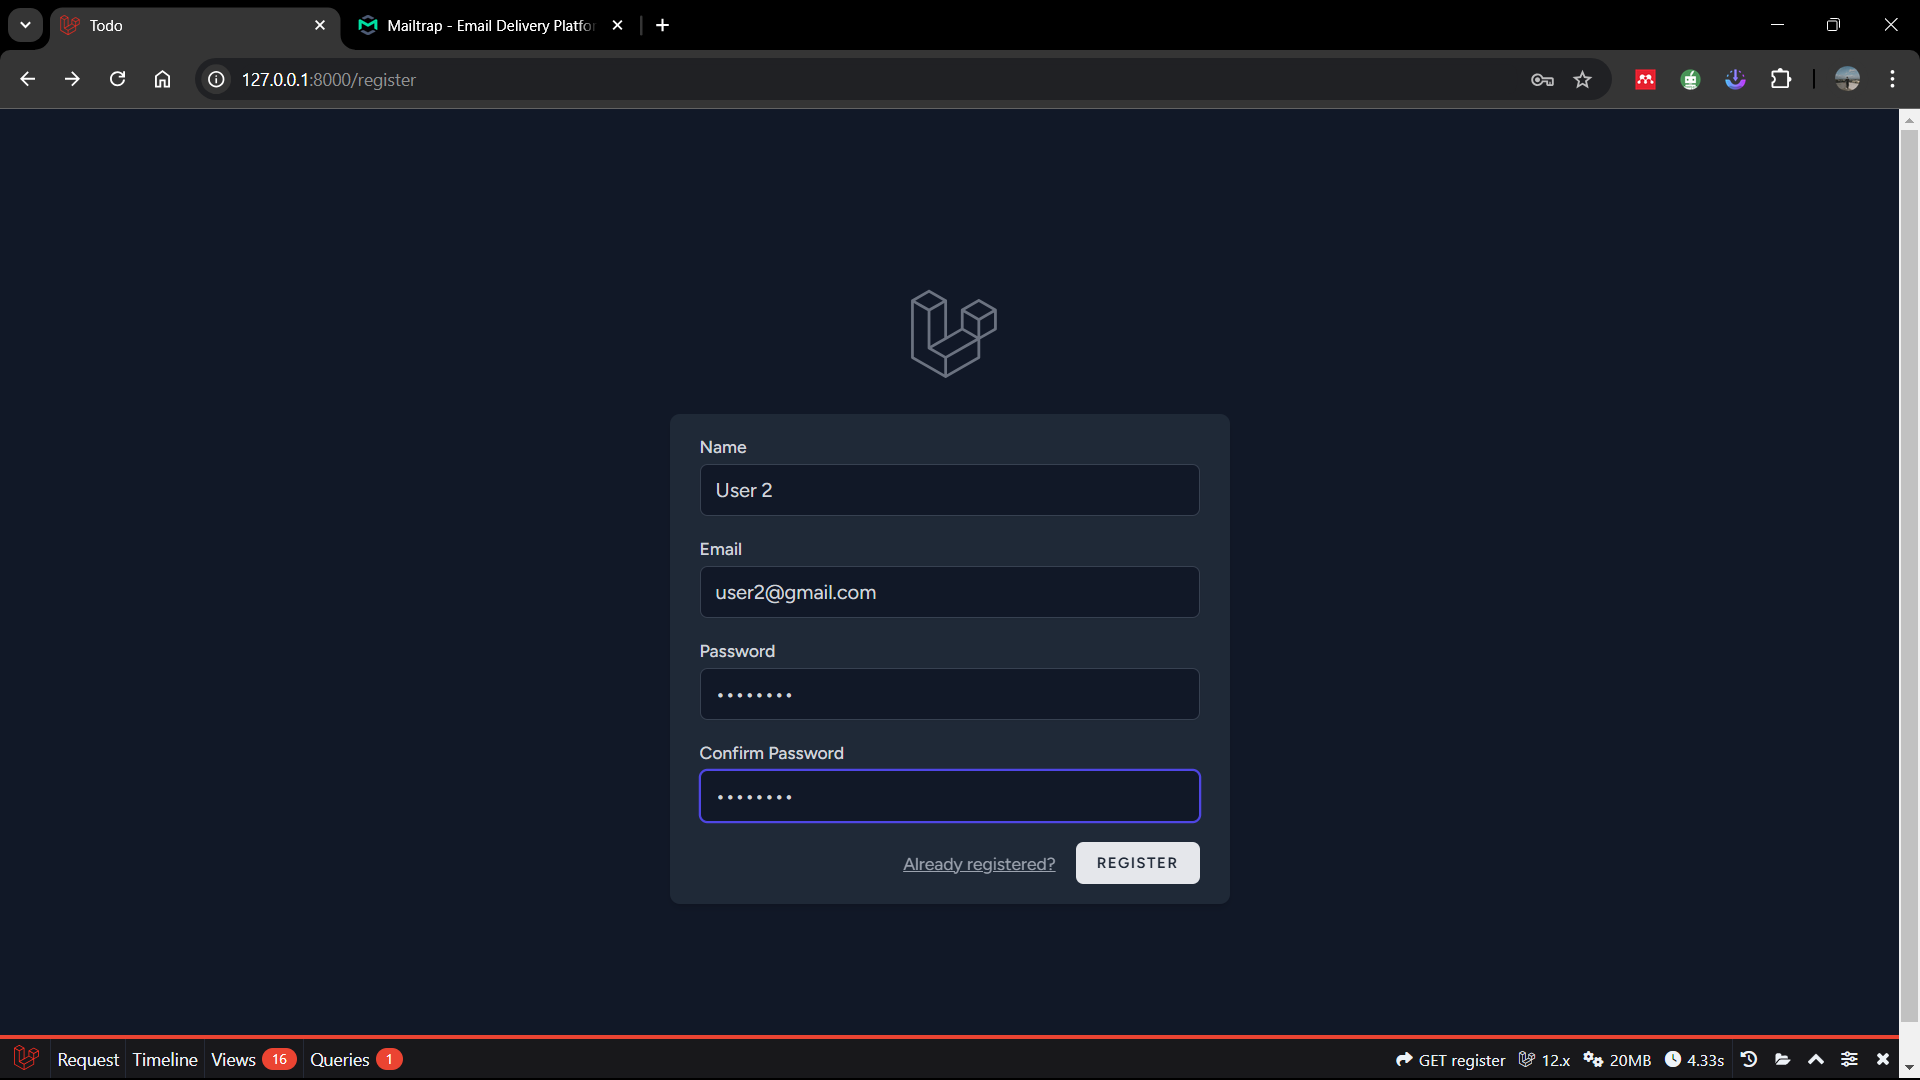 Todo
Mailtrap - Email Delivery Platfo
127.0.0.1:8000/register
Name
User 2
Email
user2@gmail.com
Password
••••••••
Confirm Password
••••••••
Already registered? REGISTER
Request Timeline Views 16 Queries 1 GET register 12.x 20MB 4.33s